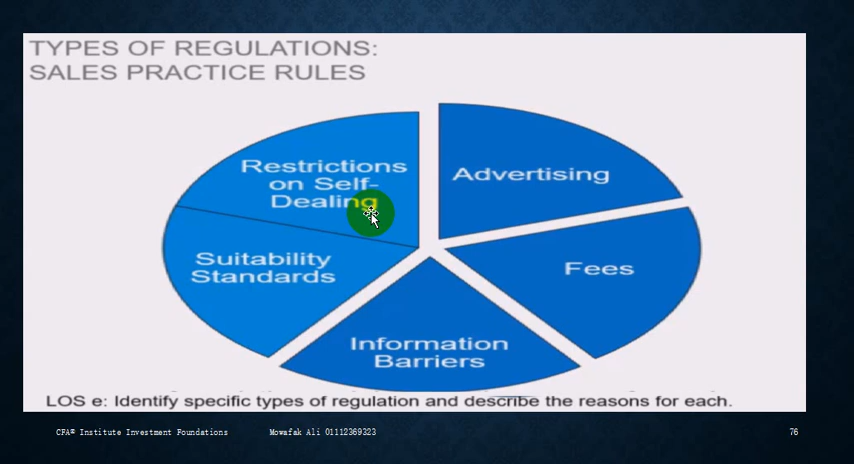 TYPES OF REGULATIONS:
SALES PRACTICE RULES
Restrictions
on Self-
Dealing
Advertising
Suitability
Standards
Fees
Information
Barriers
LOS e: Identify specific types of regulation and describe the reasons for each.
CFA® Institute Investment Foundations
Mowafak Ali 01112369323
76